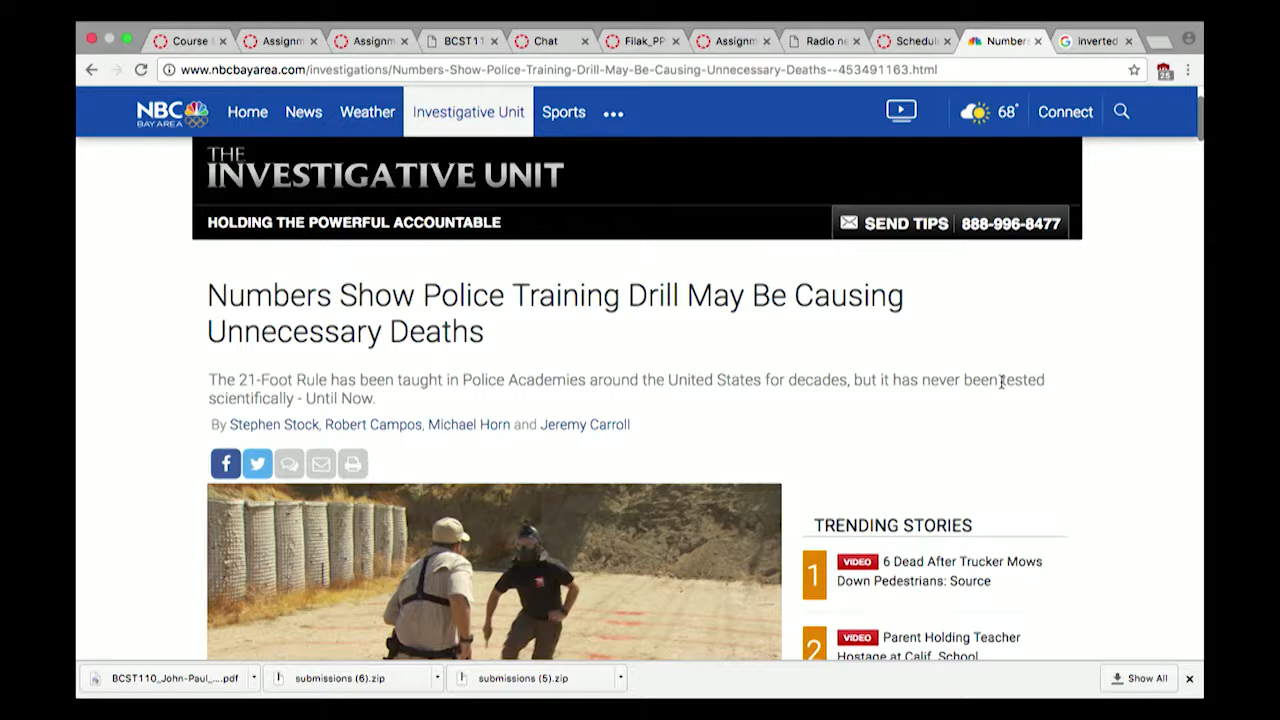 Course
Assignm
Assignm
BCST11
Chat
Filak_PP
Assignm
Radio ne
Schedul
Number
inverted
www.nbcbayarea.com/investigations/Numbers-Show-Police-Training-Drill-May-Be-Causing-Unnecessary-Deaths--453491163.html
25
NBC
BAY AREA
Home
News
Weather
Investigative Unit
Sports
68°
Connect
THE
INVESTIGATIVE UNIT
HOLDING THE POWERFUL ACCOUNTABLE
SEND TIPS 888-996-8477
Numbers Show Police Training Drill May Be Causing
Unnecessary Deaths
The 21-Foot Rule has been taught in Police Academies around the United States for decades, but it has never been tested
scientifically - Until Now.
By Stephen Stock, Robert Campos, Michael Horn and Jeremy Carroll
TRENDING STORIES
1
VIDEO 6 Dead After Trucker Mows
Down Pedestrians: Source
2
VIDEO Parent Holding Teacher
Hostage at Calif. School
BCST110_John-Paul_....pdf
submissions (6).zip
submissions (5).zip
Show All